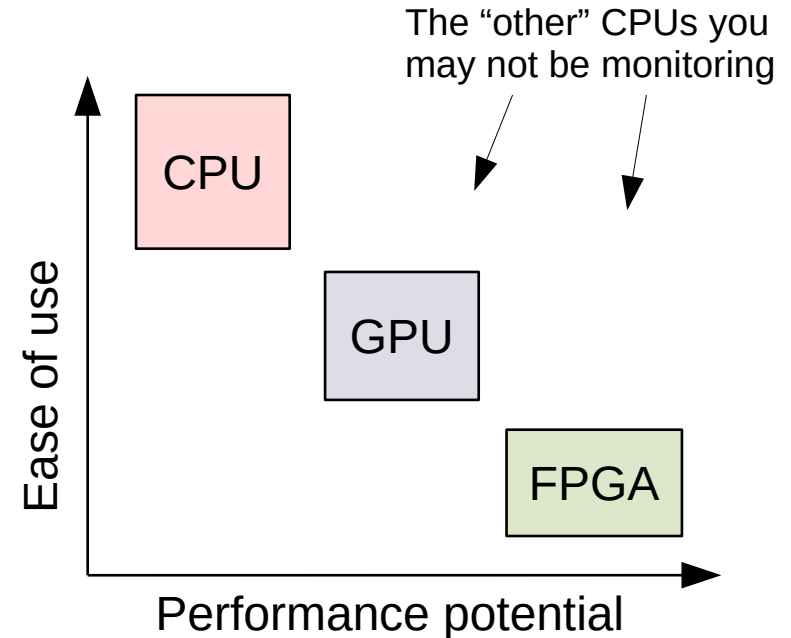 The “other” CPUs you
may not be monitoring
CPU
GPU
FPGA
Ease of use
Performance potential